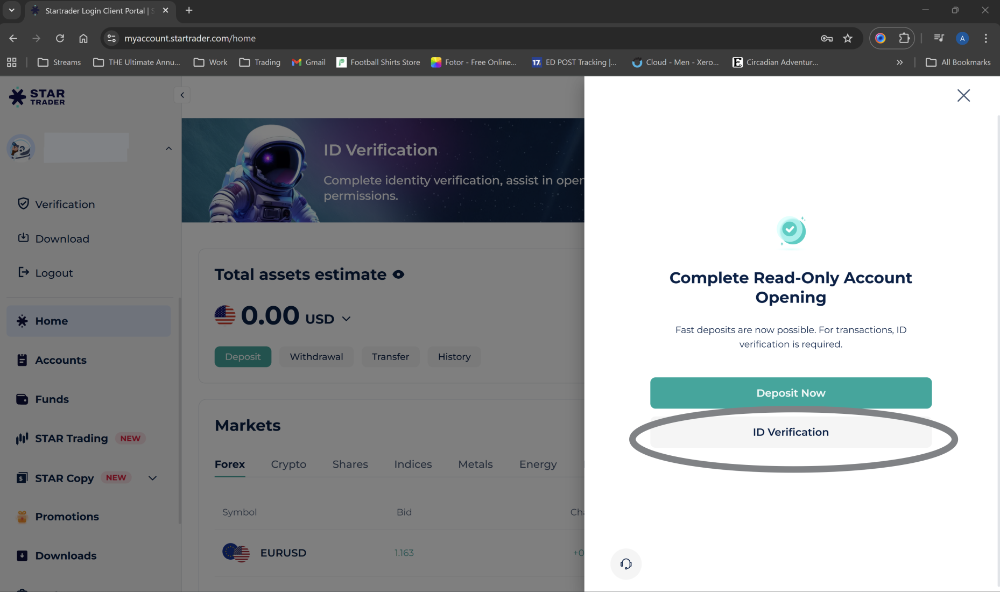 Startrader Login Client Portal | S
myaccount.startrader.com/home
A
Streams
THE Ultimate Annu...
Work
Trading
Gmail
Football Shirts Store
Fotor - Free Online...
17. ED POST Tracking |...
Cloud - Men - Xero...
Circadian Adventur...
All Bookmarks
STAR
TRADER
Verification
Download
Logout
Home
Accounts
Funds
STAR Trading NEW
STAR Copy NEW
Promotions
Downloads
ID Verification
Complete identity verification, assist in oper
permissions.
Total assets estimate
0.00 USD
Deposit
Withdrawal
Transfer
History
Markets
Forex
Crypto
Shares
Indices
Metals
Energy
Symbol
Bid
Cha
EURUSD
1.163
+0
Complete Read-Only Account
Opening
Fast deposits are now possible. For transactions, ID
verification is required.
Deposit Now
ID Verification